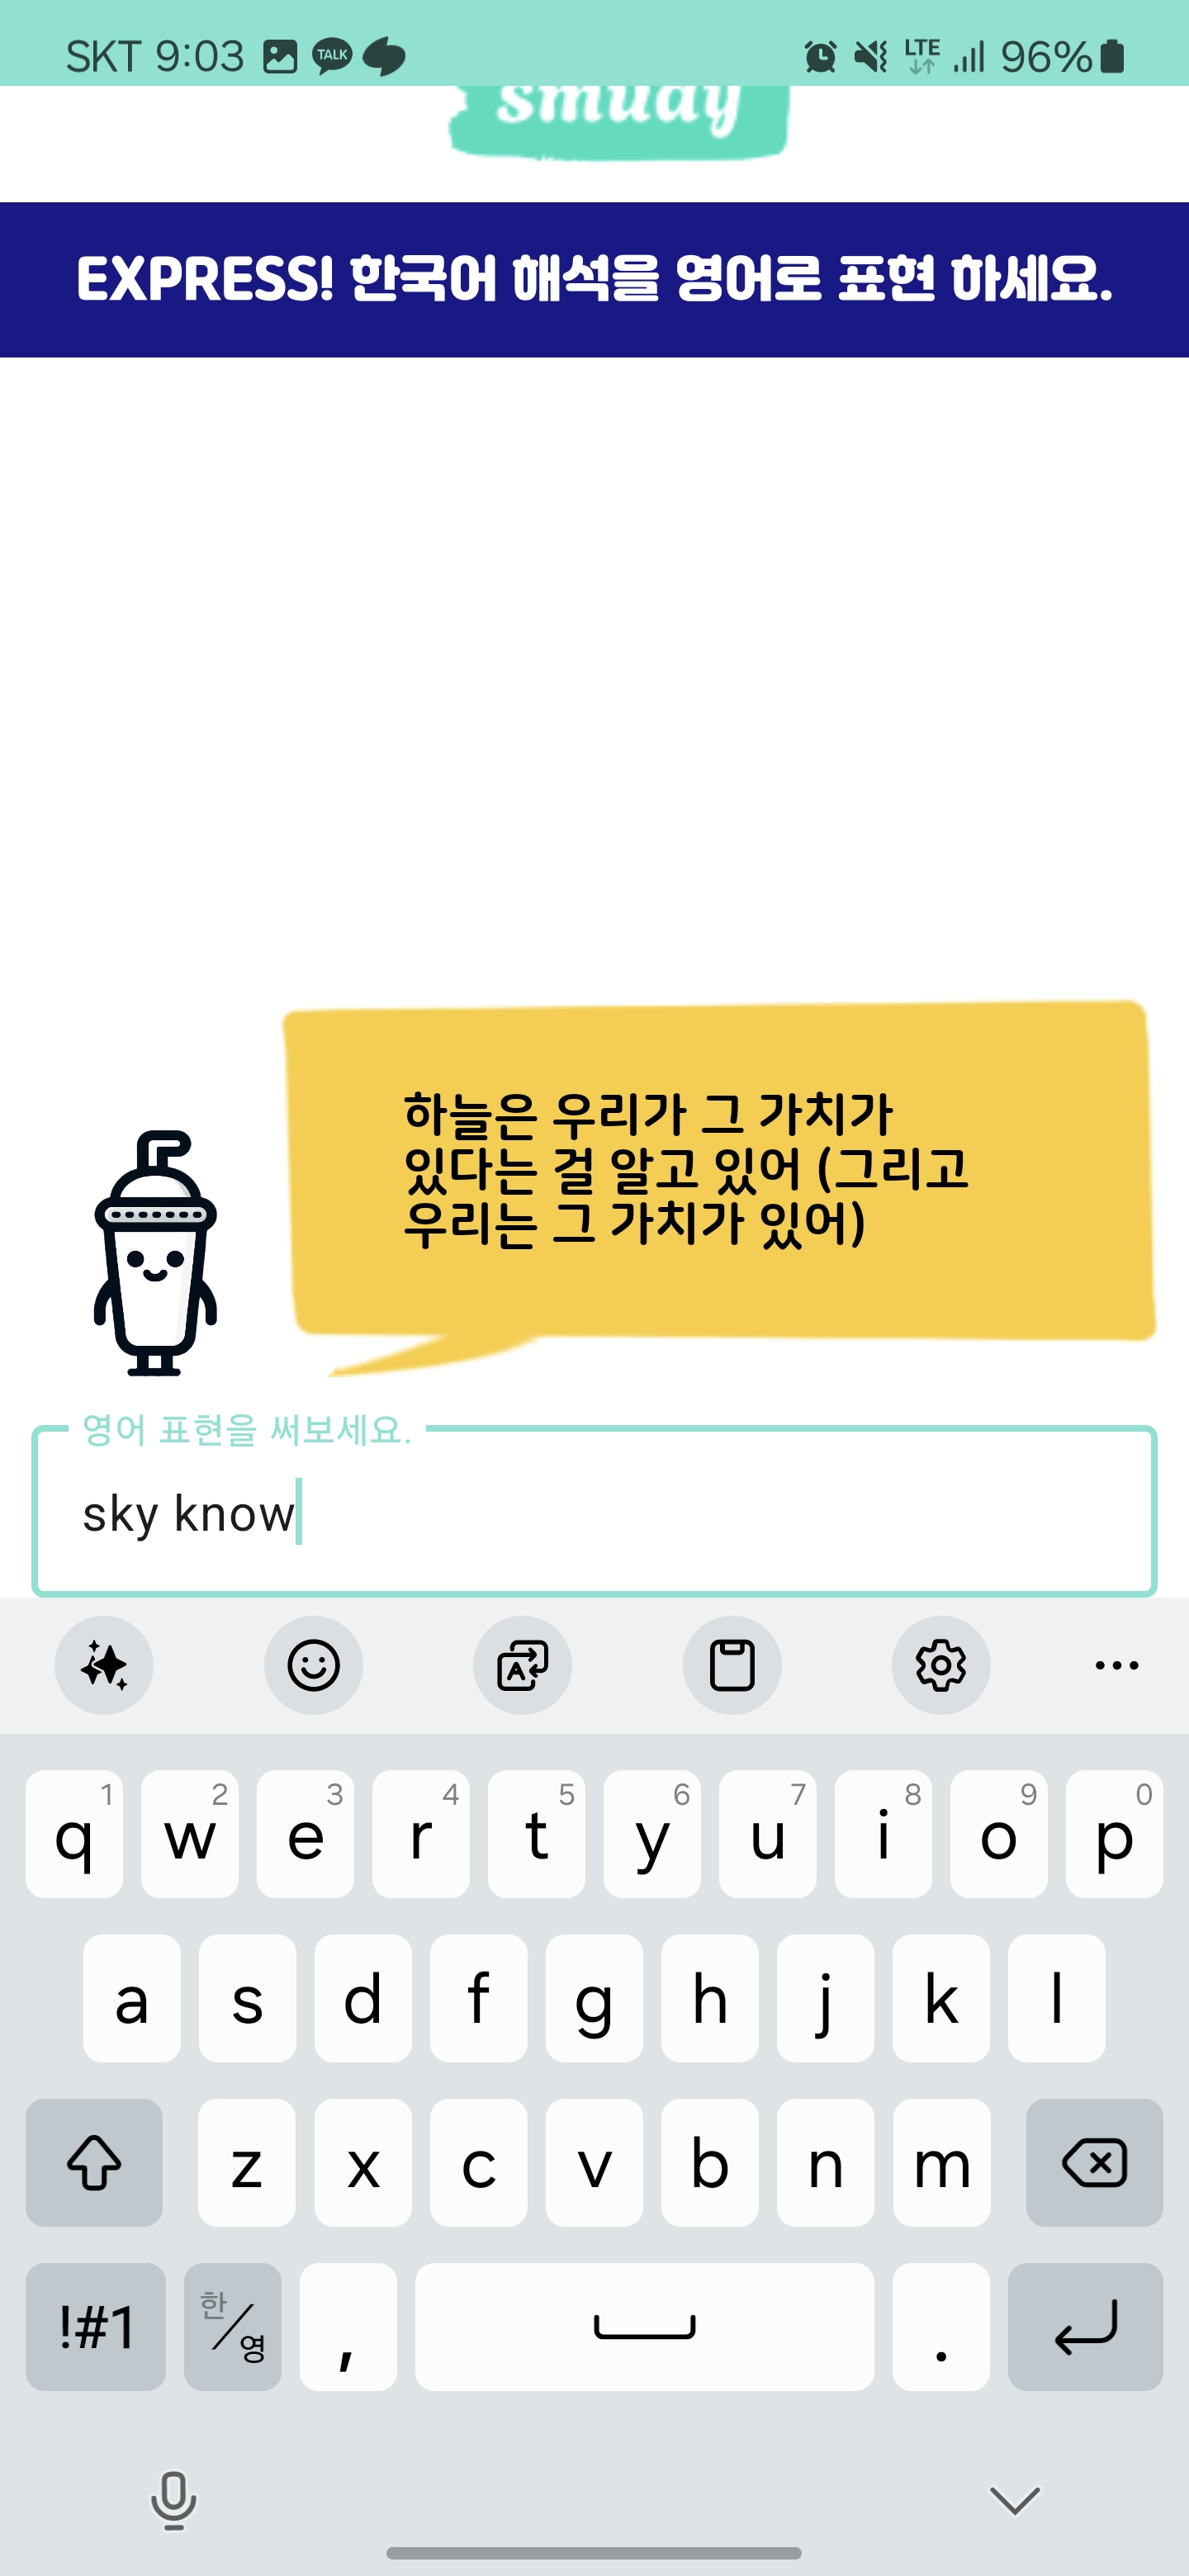 SKT 9:03 TALK LTE 96%
smudy
EXPRESS! 한국어 해석을 영어로 표현 하세요.
하늘은 우리가 그 가치가
있다는 걸 알고 있어 (그리고
우리는 그 가치가 있어)
영어 표현을 써보세요.
sky know
1 2 3 4 5 6 7 8 9 0
q w e r t y u i o p
a s d f g h j k l
z x c v b n m
!#1 한/영 , .